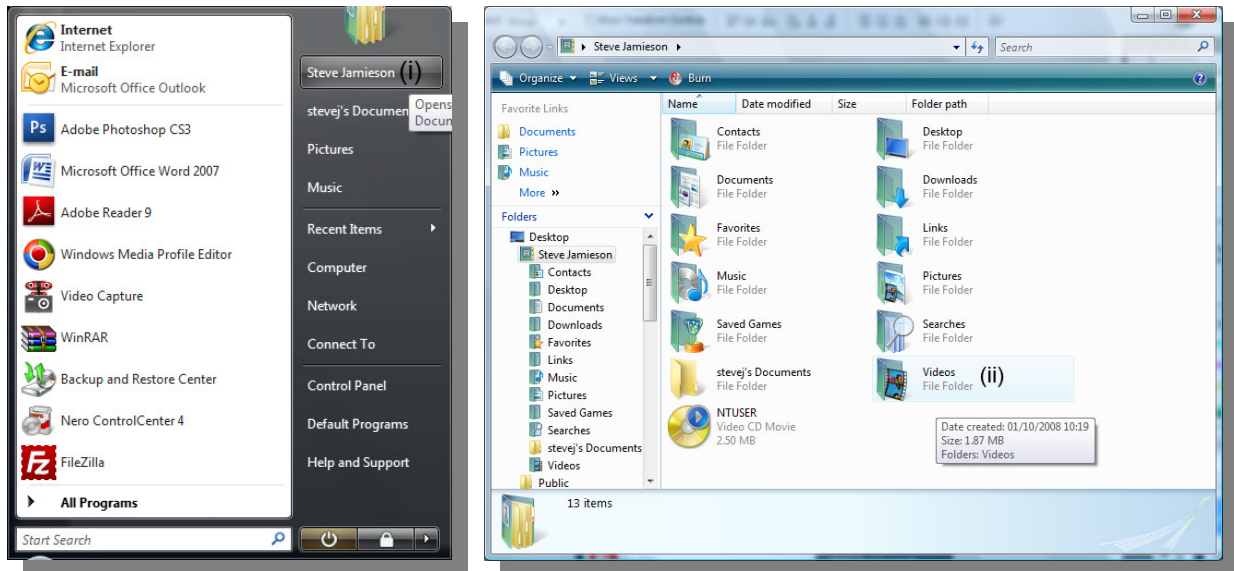 Internet
Internet Explorer
E-mail
Microsoft Office Outlook
Ps Adobe Photoshop CS3
Microsoft Office Word 2007
Adobe Reader 9
Windows Media Profile Editor
Video Capture
WinRAR
Backup and Restore Center
Nero ControlCenter 4
Fz FileZilla
All Programs
Start Search
Steve Jamieson (i)
stevej's Documen
Opens
Docum
Pictures
Music
Recent Items
Computer
Network
Connect To
Control Panel
Default Programs
Help and Support
Steve Jamieson
Search
Organize Views Burn
Favorite Links
Documents
Pictures
Music
More »
Folders
Desktop
Steve Jamieson
Contacts
Desktop
Documents
Downloads
Favorites
Links
Music
Pictures
Saved Games
Searches
stevej's Documents
Videos
Public
Name Date modified Size Folder path
Contacts
File Folder
Desktop
File Folder
Documents
File Folder
Downloads
File Folder
Favorites
File Folder
Links
File Folder
Music
File Folder
Pictures
File Folder
Saved Games
File Folder
Searches
File Folder
stevej's Documents
File Folder
Videos
File Folder
(ii)
NTUSER
Video CD Movie
2.50 MB
Date created: 01/10/2008 10:19
Size: 1.87 MB
Folders: Videos
13 items